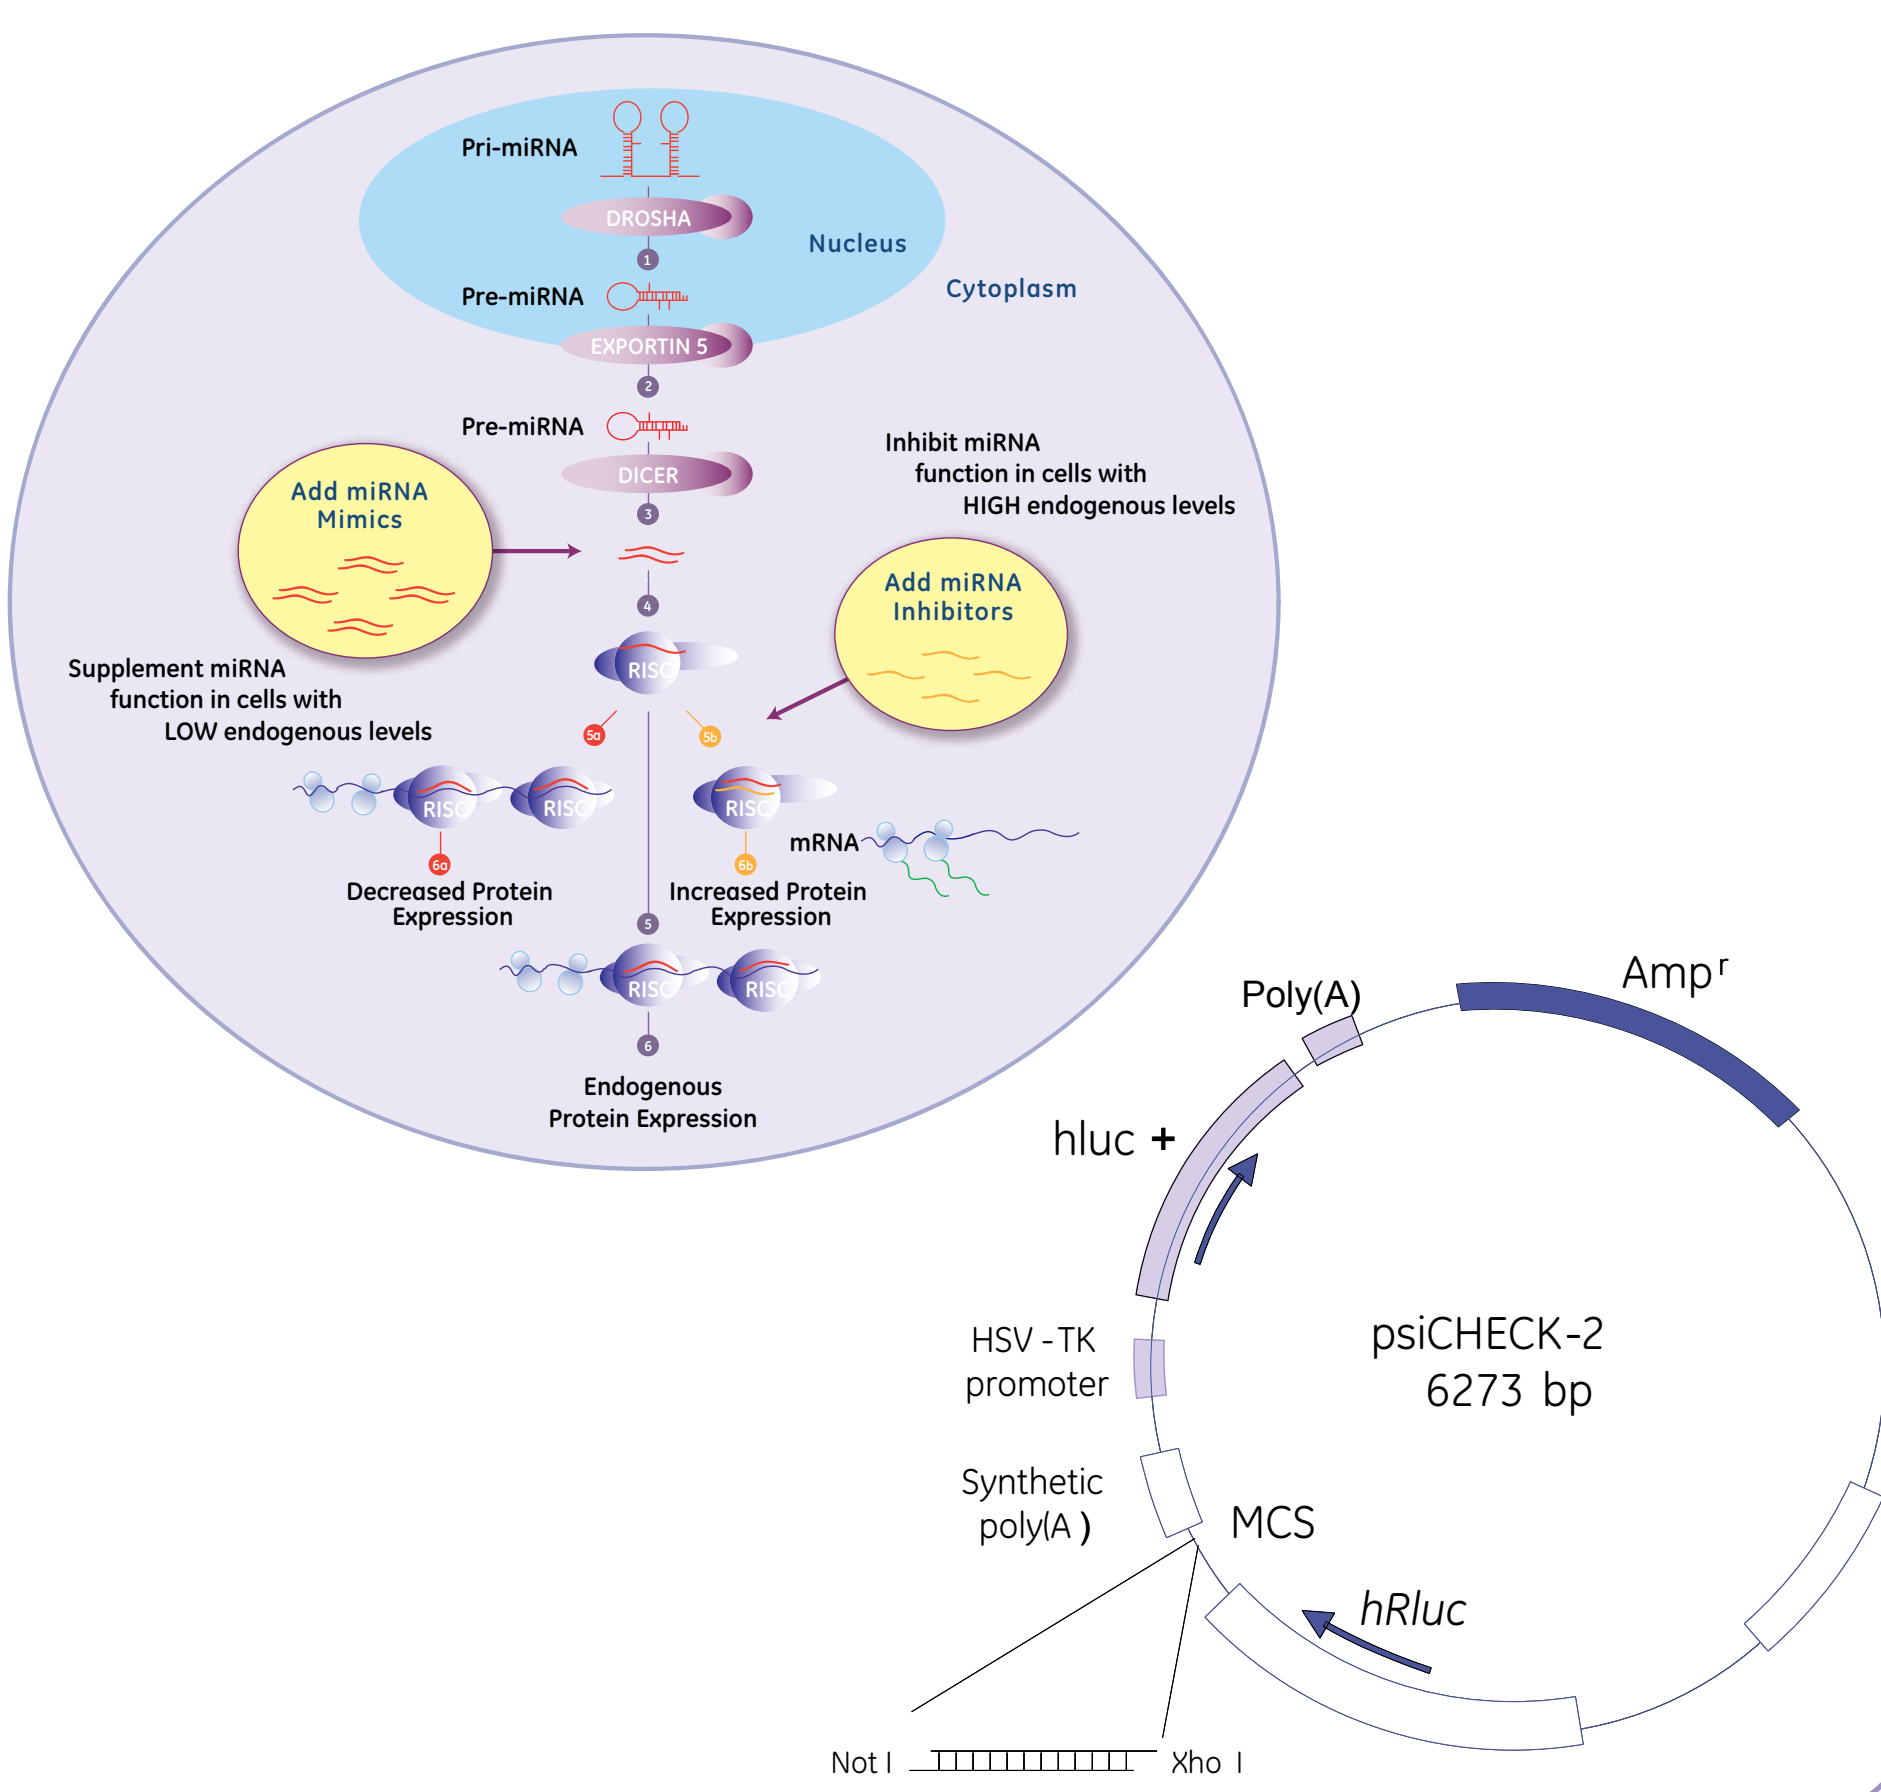 Pri-miRNA
DROSHA
Nucleus
1
Cytoplasm
Pre-miRNA
EXPORTIN 5
2
Pre-miRNA
DICER
3
Inhibit miRNA
function in cells with
HIGH endogenous levels
Add miRNA
Mimics
Add miRNA
Inhibitors
4
Supplement miRNA
function in cells with
LOW endogenous levels
RISC
5a
5b
RISC
RISC
RISC
mRNA
6a
6b
Decreased Protein
Expression
Increased Protein
Expression
5
RISC
RISC
6
Endogenous
Protein Expression
Poly(A)
Ampʳ
hluc +
HSV - TK
promoter
psiCHECK-2
6273 bp
Synthetic
poly(A )
MCS
hRluc
Not I
Xho I